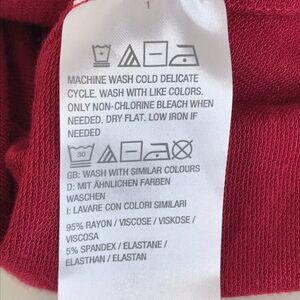 1
MACHINE WASH COLD DELICATE
CYCLE. WASH WITH LIKE COLORS.
ONLY NON-CHLORINE BLEACH WHEN
NEEDED. DRY FLAT. LOW IRON IF
NEEDED
30
GB: WASH WITH SIMILAR COLOURS
D: MIT ÄHNLICHEN FARBEN
WASCHEN
I: LAVARE CON COLORI SIMILARI
95% RAYON / VISCOSE / VISKOSE /
VISCOSA
5% SPANDEX / ELASTANE /
ELASTHAN / ELASTAN